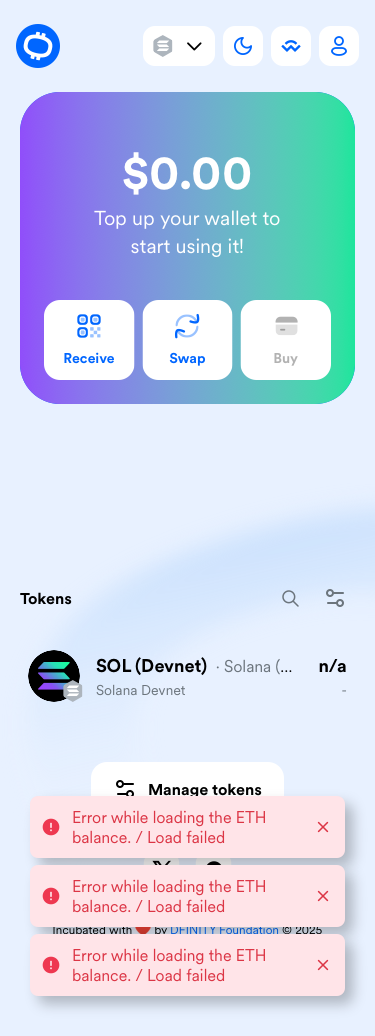 $0.00
Top up your wallet to
start using it!
Receive
Swap
Buy
Tokens
SOL (Devnet) · Solana (... n/a
Solana Devnet -
Manage tokens
Error while loading the ETH
balance. / Load failed
Error while loading the ETH
balance. / Load failed
Incubated with ❤️ by DFINITY Foundation © 2025
Error while loading the ETH
balance. / Load failed